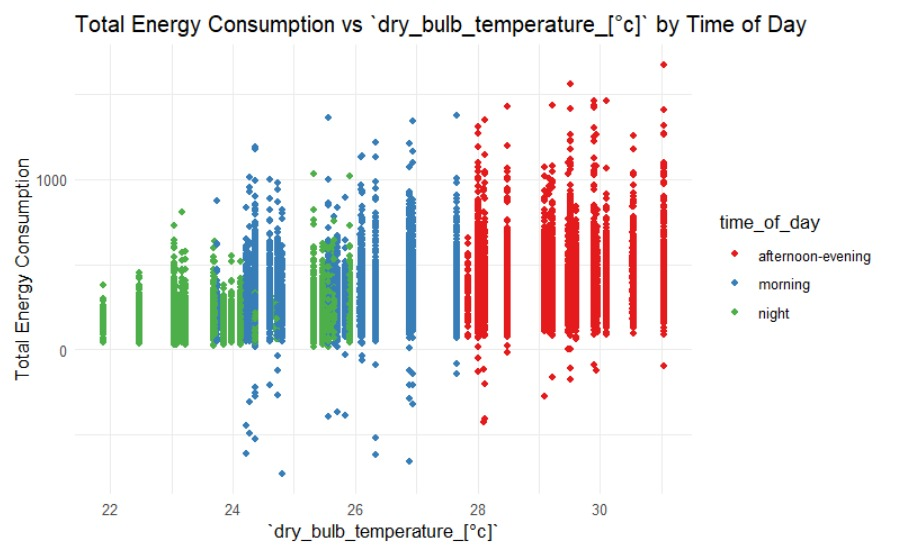 Total Energy Consumption vs `dry_bulb_temperature_[°c]` by Time of Day
Total Energy Consumption
1000
0
22 24 26 28 30
`dry_bulb_temperature_[°c]`
time_of_day
afternoon-evening
morning
night